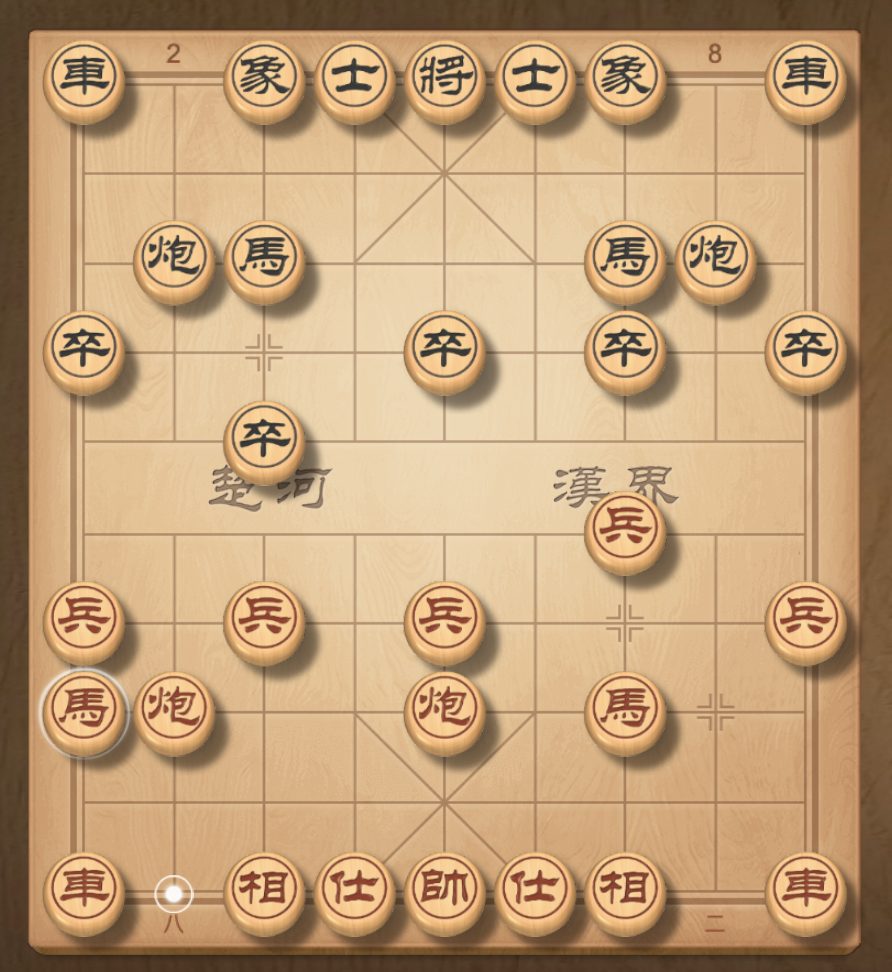 2 8
車 象 士 將 士 象 車
炮 馬 馬 炮
卒 卒 卒 卒
卒
楚河 漢界
兵
兵 兵 兵 兵
馬 炮 炮 馬
車 相 仕 帥 仕 相 車
八 二